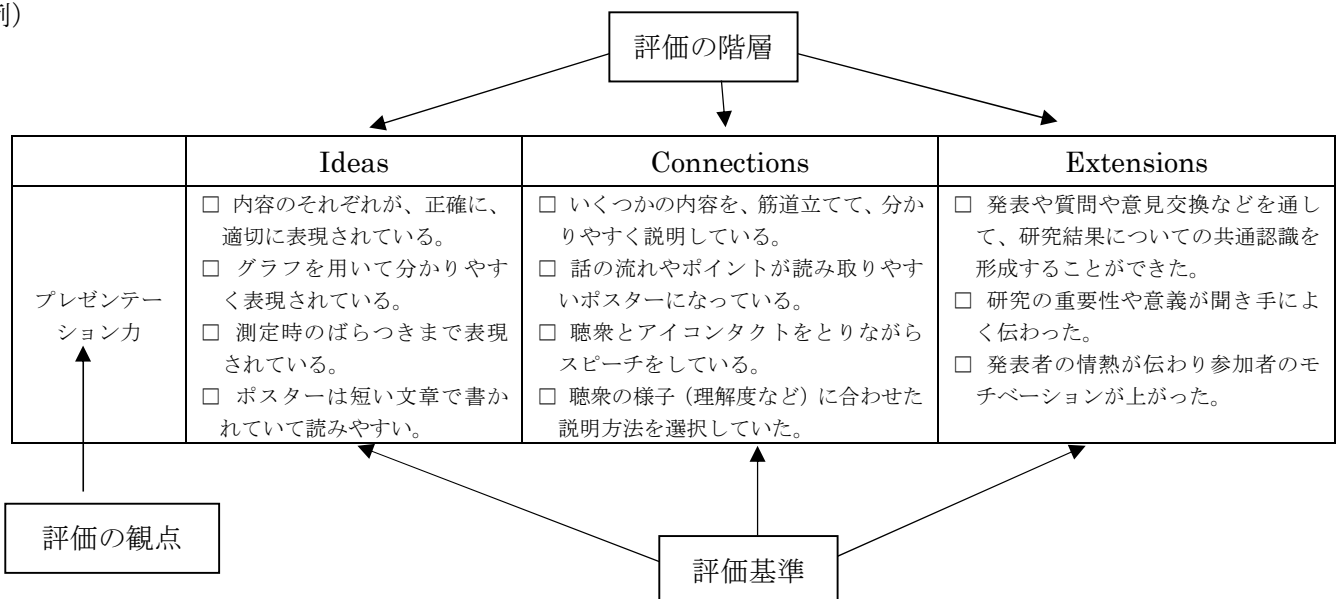 例）
評価の階層
Ideas
Connections
Extensions
プレゼンテー
ション力
□ 内容のそれぞれが、正確に、
適切に表現されている。
□ グラフを用いて分かりやす
く表現されている。
□ 測定時のばらつきまで表現
されている。
□ ポスターは短い文章で書か
れていて読みやすい。
□ いくつかの内容を、筋道立てて、分か
りやすく説明している。
□ 話の流れやポイントが読み取りやす
いポスターになっている。
□ 聴衆とアイコンタクトをとりながら
スピーチをしている。
□ 聴衆の様子（理解度など）に合わせた
説明方法を選択していた。
□ 発表や質問や意見交換などを通し
て、研究結果についての共通認識を
形成することができた。
□ 研究の重要性や意義が聞き手によ
く伝わった。
□ 発表者の情熱が伝わり参加者のモ
チベーションが上がった。
評価の観点
評価基準